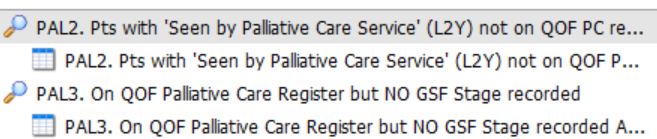 PAL2. Pts with 'Seen by Palliative Care Service' (L2Y) not on QOF PC re...
PAL2. Pts with 'Seen by Palliative Care Service' (L2Y) not on QOF P...
PAL3. On QOF Palliative Care Register but NO GSF Stage recorded
PAL3. On QOF Palliative Care Register but NO GSF Stage recorded A...